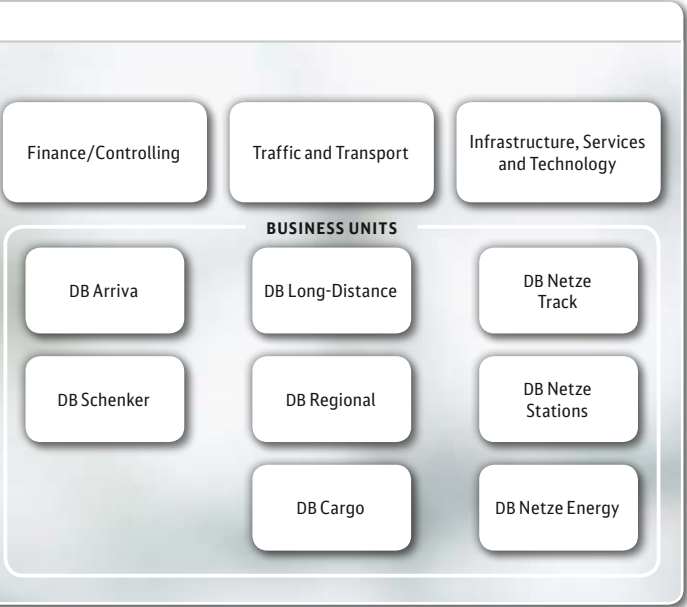 Finance/Controlling
Traffic and Transport
Infrastructure, Services
and Technology
BUSINESS UNITS
DB Arriva
DB Long-Distance
DB Netze
Track
DB Schenker
DB Regional
DB Netze
Stations
DB Cargo
DB Netze Energy